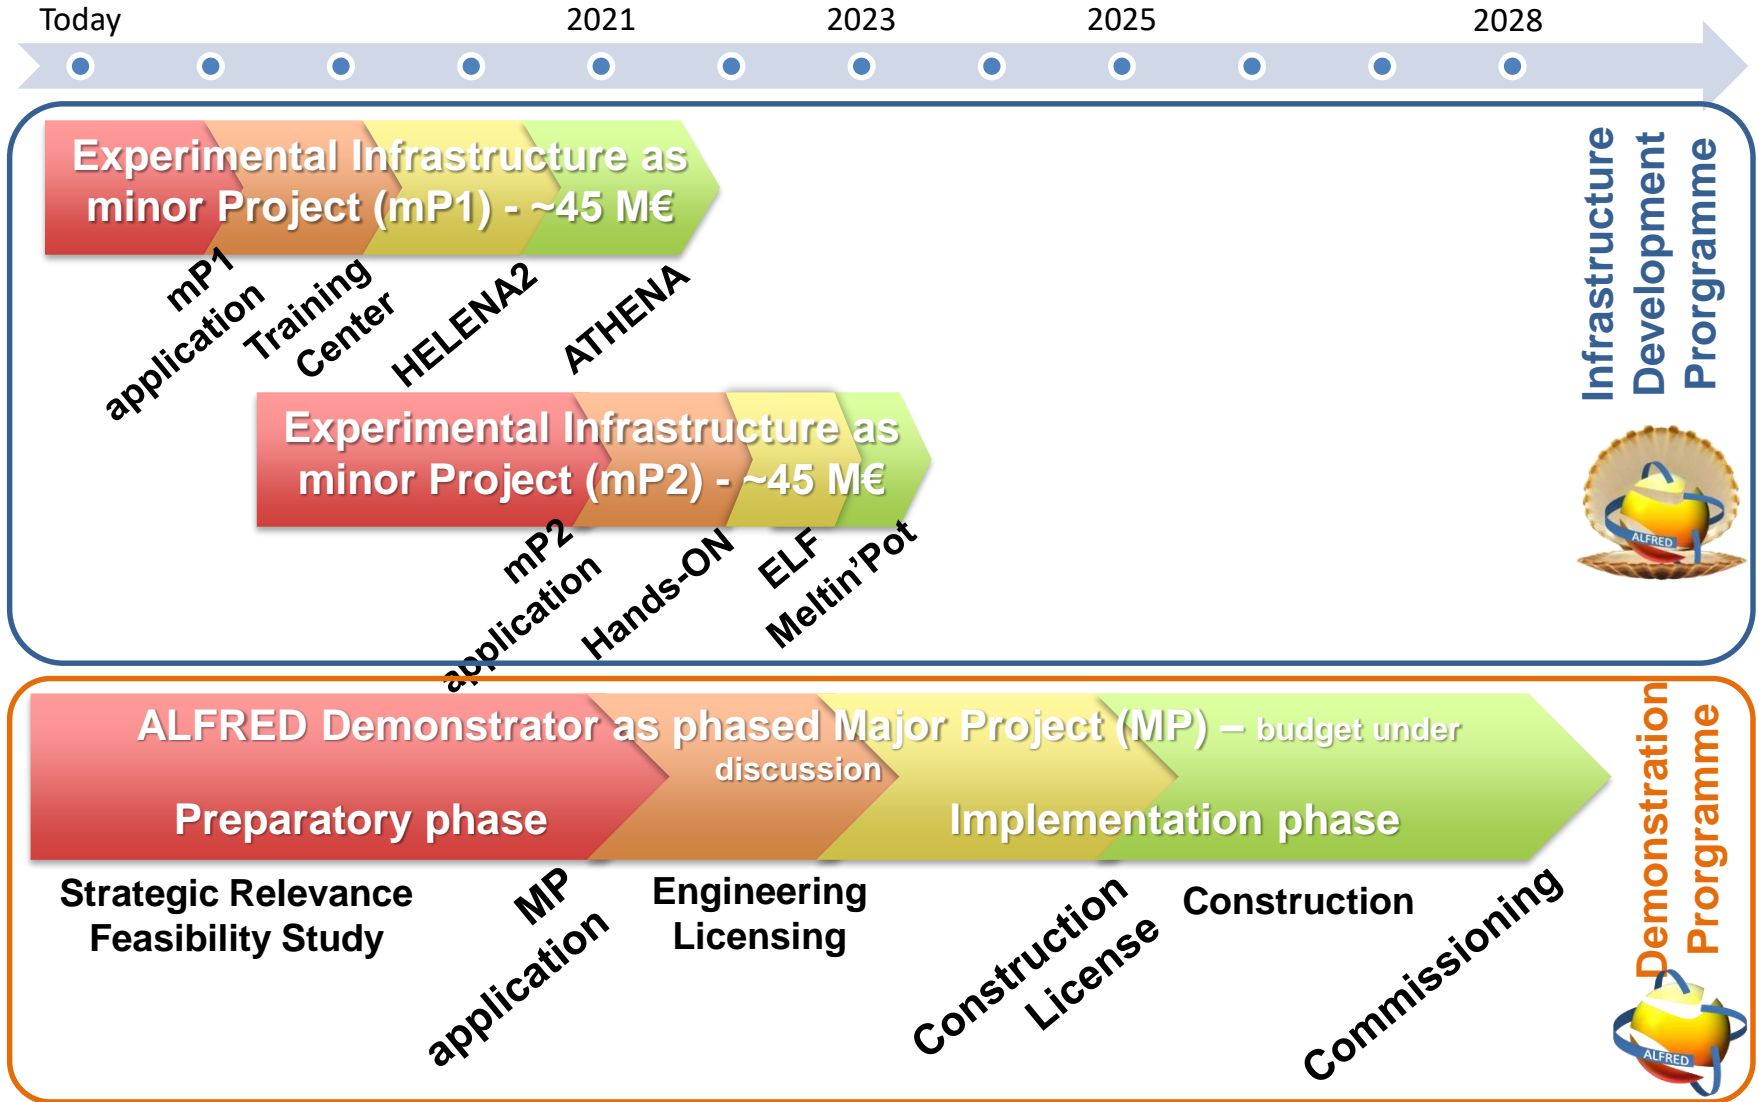 Today
2021
2023
2025
2028
Experimental Infrastructure as
minor Project (mP1) - ~45 M€
mP1
application
Training
Center
HELENA2
ATHENA
Experimental Infrastructure as
minor Project (mP2) - ~45 M€
mP2
application
Hands-ON
ELF
Meltin’Pot
Infrastructure
Development
Prorgramme
ALFRED
ALFRED Demonstrator as phased Major Project (MP) – budget under
discussion
Preparatory phase
Implementation phase
Strategic Relevance
Feasibility Study
MP
application
Engineering
Licensing
Construction
License
Construction
Commissioning
Demonstration
Prorgramme
ALFRED